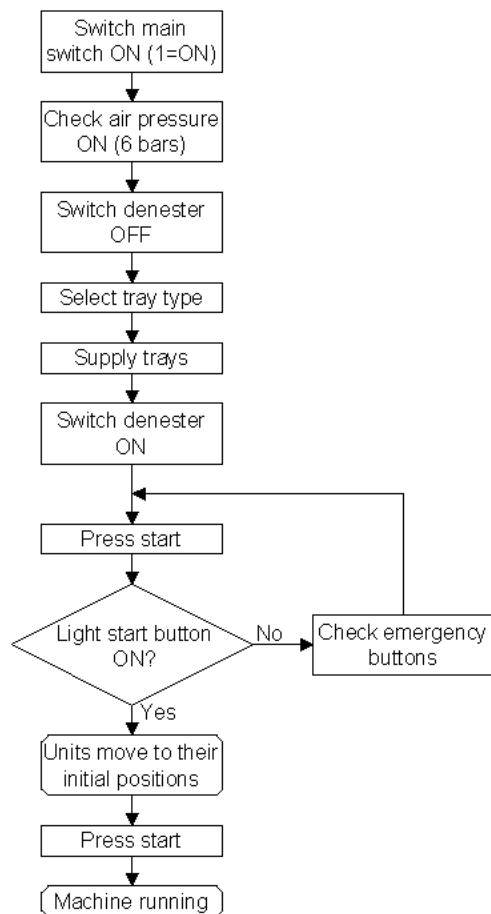 Switch main
switch ON (1=ON)
Check air pressure
ON (6 bars)
Switch denester
OFF
Select tray type
Supply trays
Switch denester
ON
Press start
Light start button
ON?
No
Check emergency
buttons
Yes
Units move to their
initial positions
Press start
Machine running